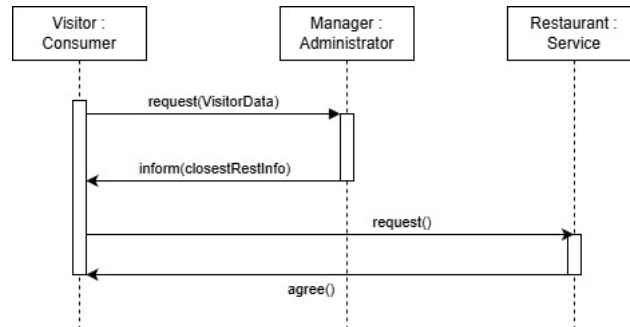 Visitor :
Consumer
Manager :
Administrator
Restaurant :
Service
request(VisitorData)
inform(closestRestInfo)
request()
agree()